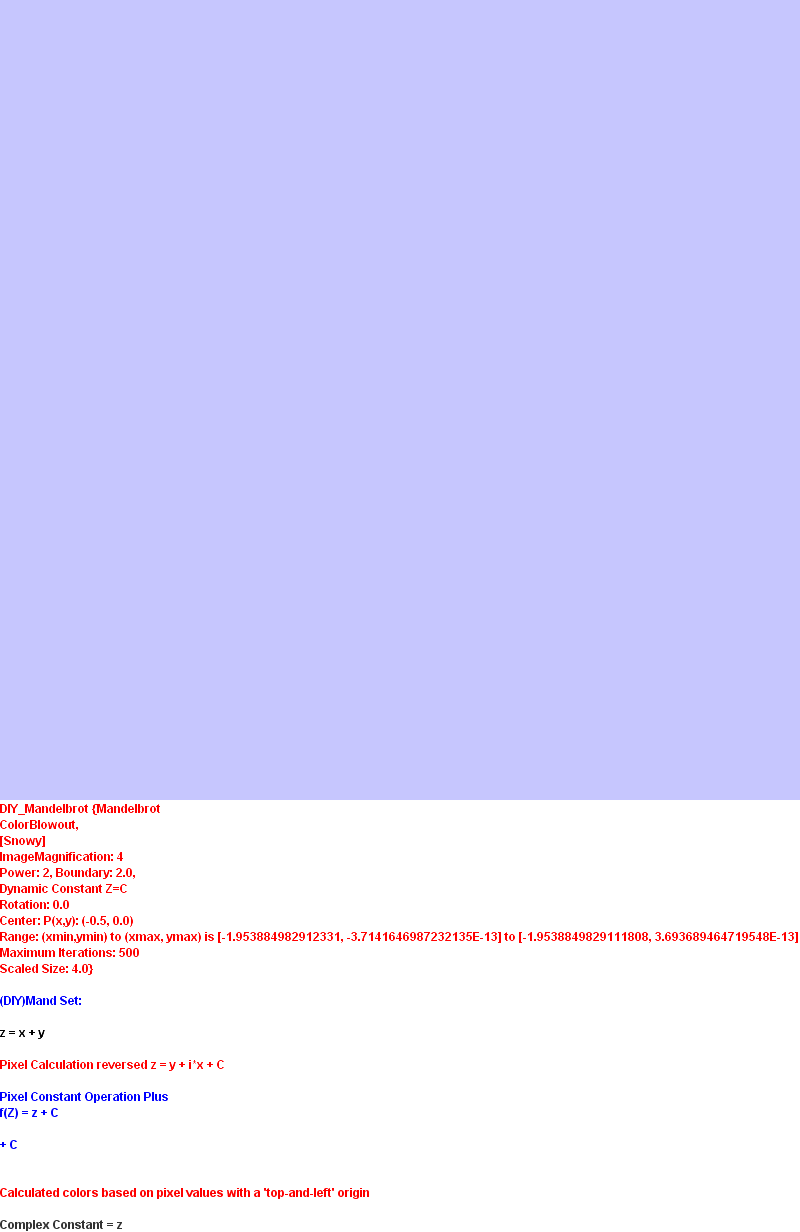 DIY_Mandelbrot {Mandelbrot
ColorBlowout,
[Snowy]
ImageMagnification: 4
Power: 2, Boundary: 2.0,
Dynamic Constant Z=C
Rotation: 0.0
Center: P(x,y): (-0.5, 0.0)
Range: (xmin,ymin) to (xmax, ymax) is [-1.953884982912331, -3.7141646987232135E-13] to [-1.9538849829111808, 3.693689464719548E-13]
Maximum Iterations: 500
Scaled Size: 4.0}
(DIY)Mand Set:
z = x + y
Pixel Calculation reversed z = y + i*x + C
Pixel Constant Operation Plus
f(Z) = z + C
+ C
Calculated colors based on pixel values with a 'top-and-left' origin
Complex Constant = z